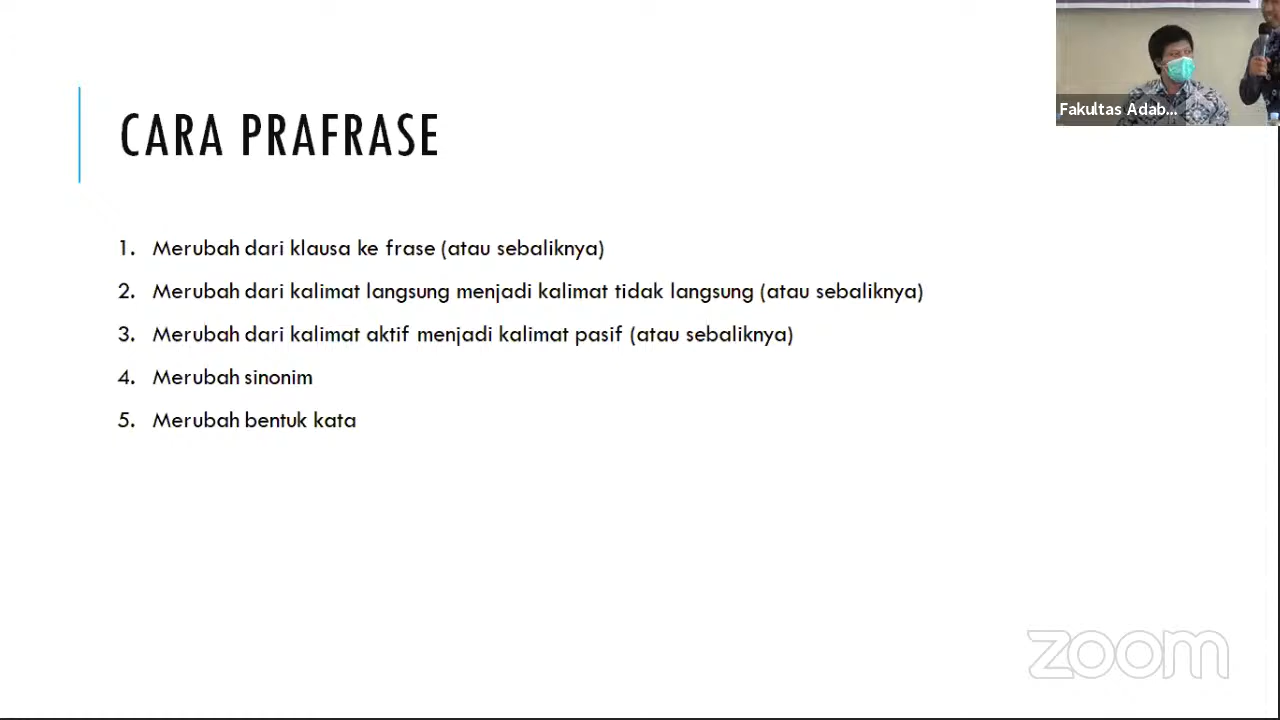 Fakultas Adab...
CARA PRAFRASE
1. Merubah dari klausa ke frase (atau sebaliknya)
2. Merubah dari kalimat langsung menjadi kalimat tidak langsung (atau sebaliknya)
3. Merubah dari kalimat aktif menjadi kalimat pasif (atau sebaliknya)
4. Merubah sinonim
5. Merubah bentuk kata
zoom